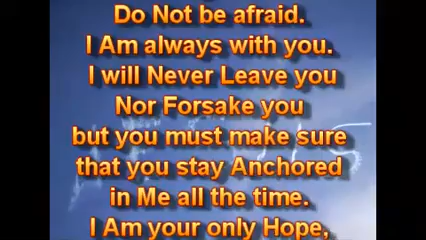 Do Not be afraid.
I Am always with you.
I will Never Leave you
Nor Forsake you
but you must make sure
that you stay Anchored
in Me all the time.
I Am your only Hope,